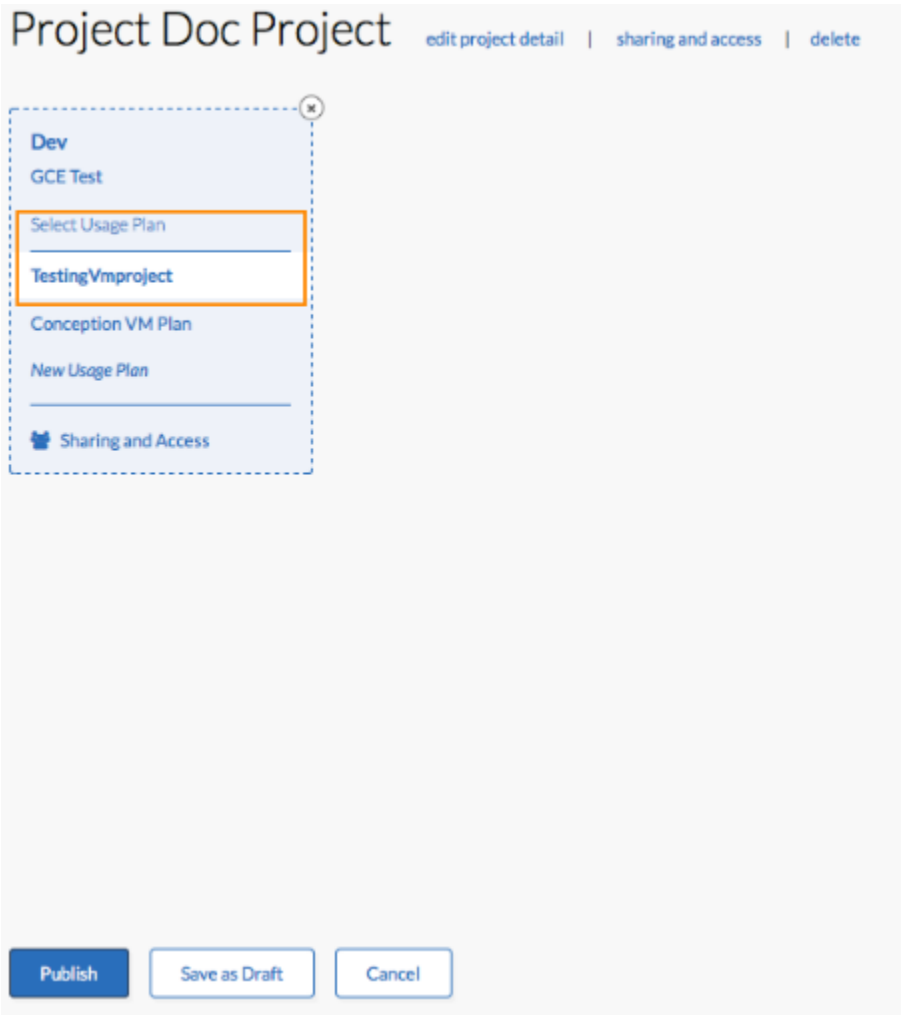 Project Doc Project edit project detail | sharing and access | delete
Dev
GCE Test
Select Usage Plan
TestingVmproject
Conception VM Plan
New Usage Plan
Sharing and Access
Publish Save as Draft Cancel